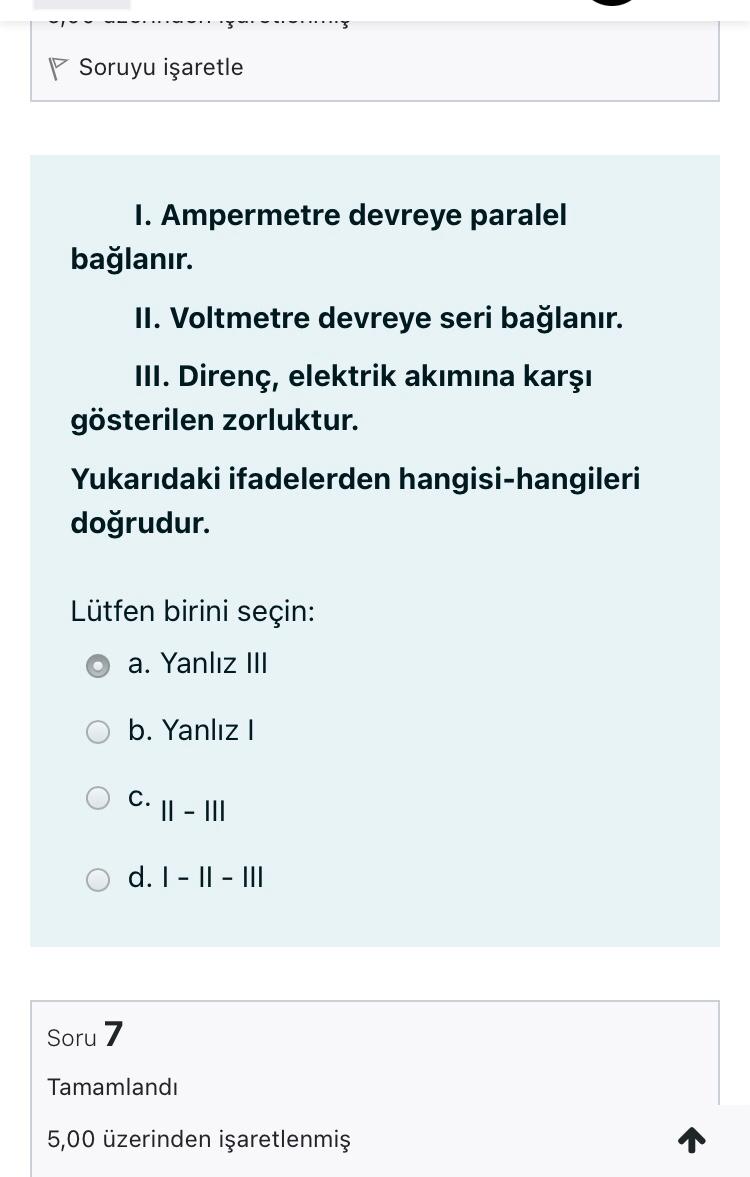 Soruyu işaretle
I. Ampermetre devreye paralel
bağlanır.
II. Voltmetre devreye seri bağlanır.
III. Direnç, elektrik akımına karşı
gösterilen zorluktur.
Yukarıdaki ifadelerden hangisi-hangileri
doğrudur.
Lütfen birini seçin:
a. Yanlız III
b. Yanlız I
c. II - III
d. I - II - III
Soru 7
Tamamlandı
5,00 üzerinden işaretlenmiş